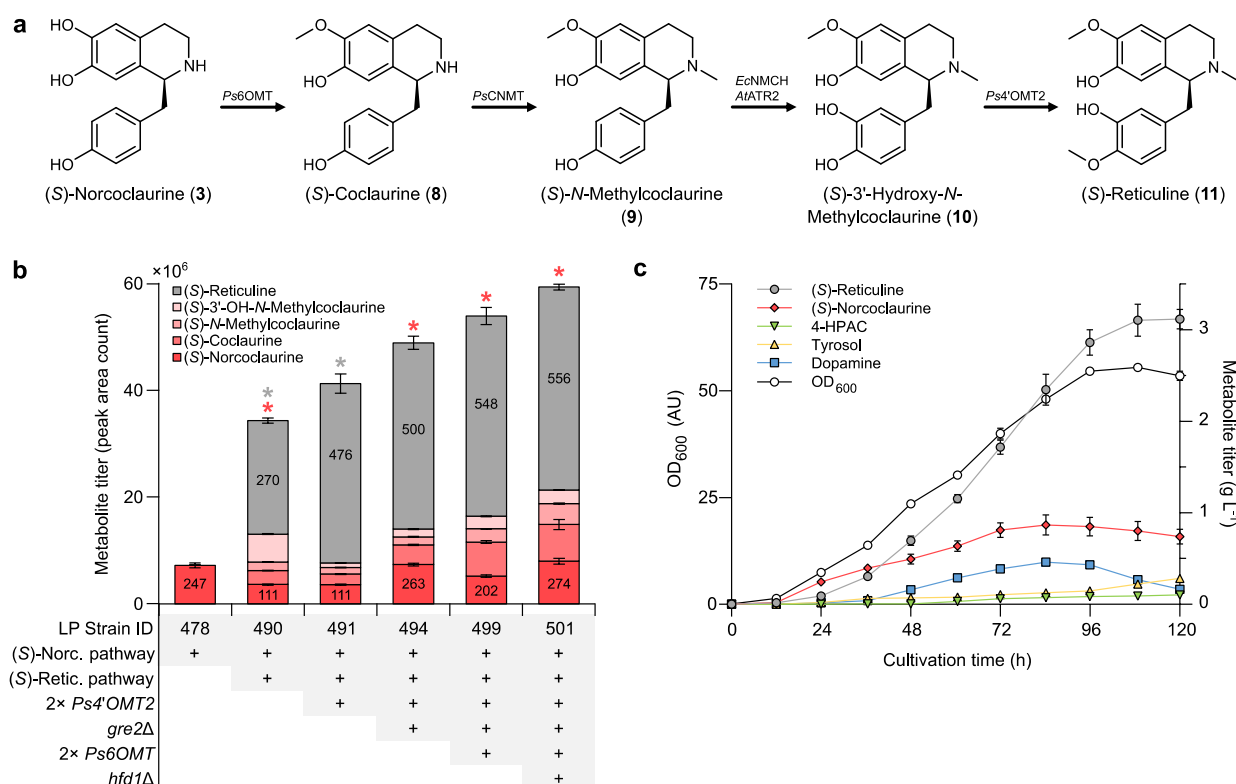 a
HO
HO
NH
HO
(S)-Norcoclaurine (3)
Ps6OMT
O
HO
NH
HO
(S)-Coclaurine (8)
PsCNMT
O
HO
N
HO
(S)-N-Methylcoclaurine
(9)
EcNMCH
AtATR2
O
HO
N
HO
HO
(S)-3'-Hydroxy-N-
Methylcoclaurine (10)
Ps4'OMT2
O
HO
N
HO
O
(S)-Reticuline (11)
b
×10⁶
60
40
20
0
Metabolite titer (peak area count)
(S)-Reticuline
(S)-3'-OH-N-Methylcoclaurine
(S)-N-Methylcoclaurine
(S)-Coclaurine
(S)-Norcoclaurine
* * * * * *
270 476 500 548 556
247 111 111 263 202 274
LP Strain ID 478 490 491 494 499 501
(S)-Norc. pathway + + + + + +
(S)-Retic. pathway + + + + +
2× Ps4'OMT2 + + + +
gre2Δ + + +
2× Ps6OMT + +
hfd1Δ +
c
75
50
25
0
OD600 (AU)
(S)-Reticuline
(S)-Norcoclaurine
4-HPAC
Tyrosol
Dopamine
OD600
3
2
1
0
Metabolite titer (g L⁻¹)
0 24 48 72 96 120
Cultivation time (h)